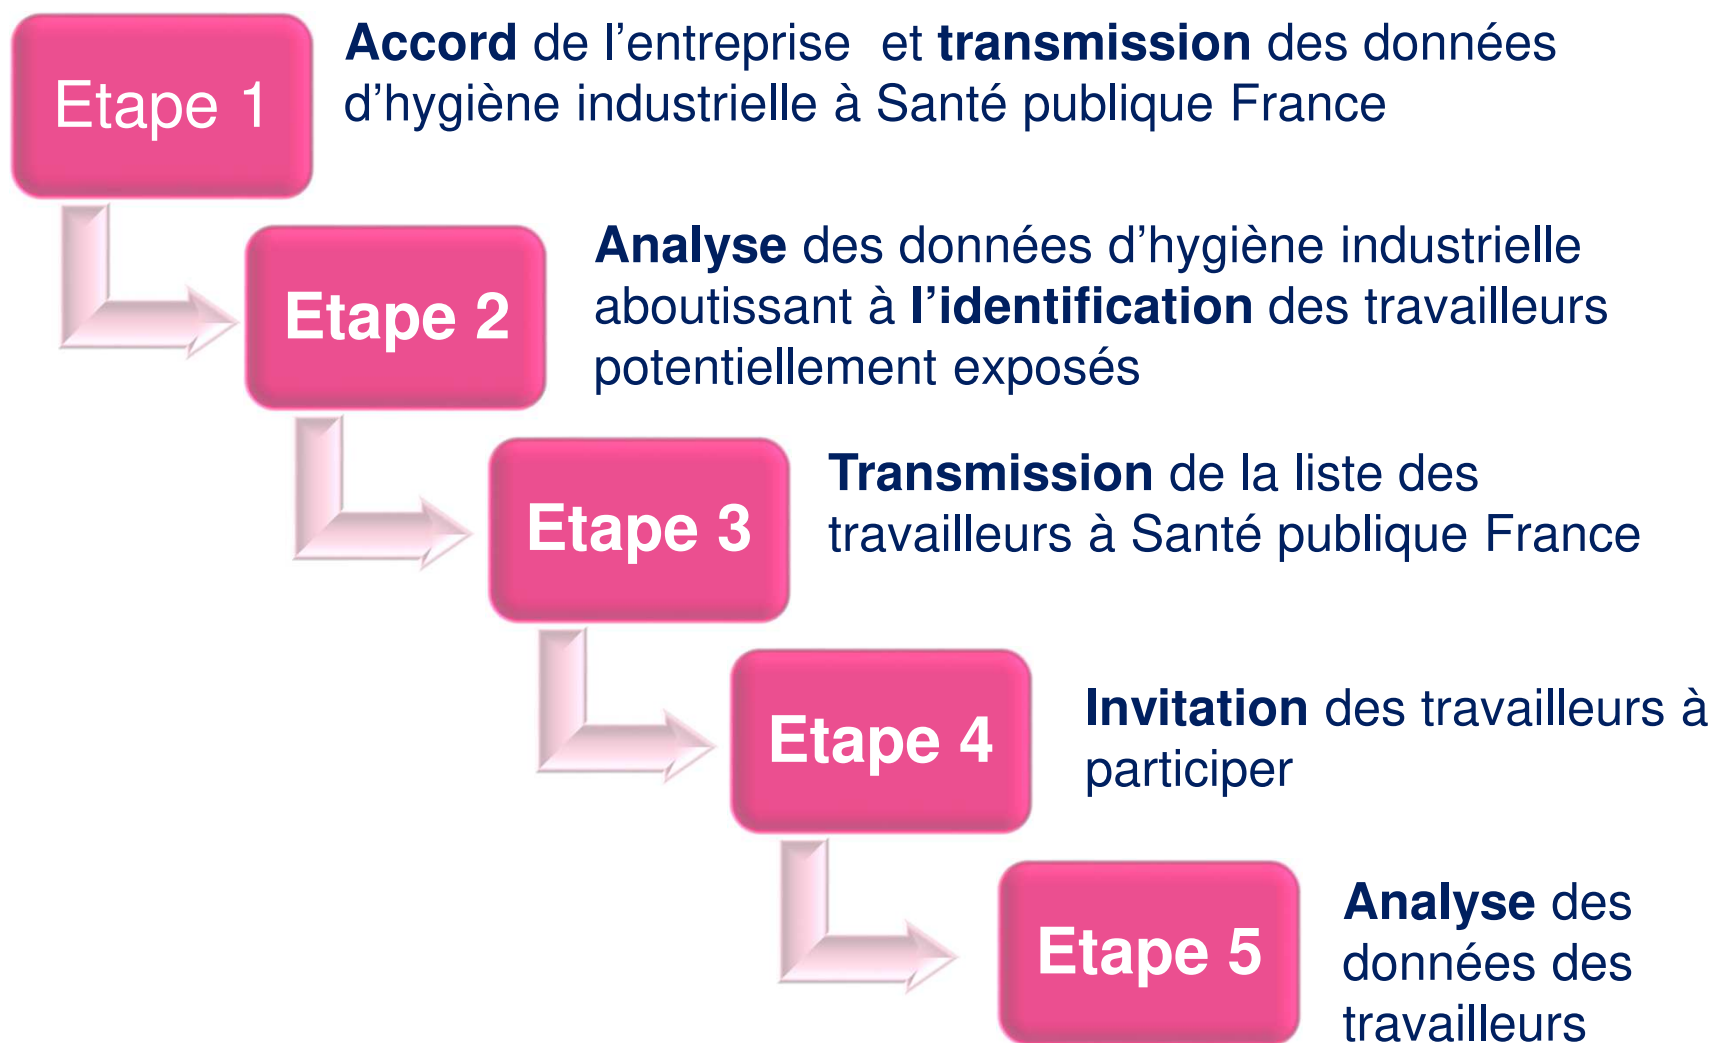 Etape 1
Accord de l’entreprise et transmission des données
d’hygiène industrielle à Santé publique France
Etape 2
Analyse des données d’hygiène industrielle
aboutissant à l’identification des travailleurs
potentiellement exposés
Etape 3
Transmission de la liste des
travailleurs à Santé publique France
Etape 4
Invitation des travailleurs à
participer
Etape 5
Analyse des
données des
travailleurs